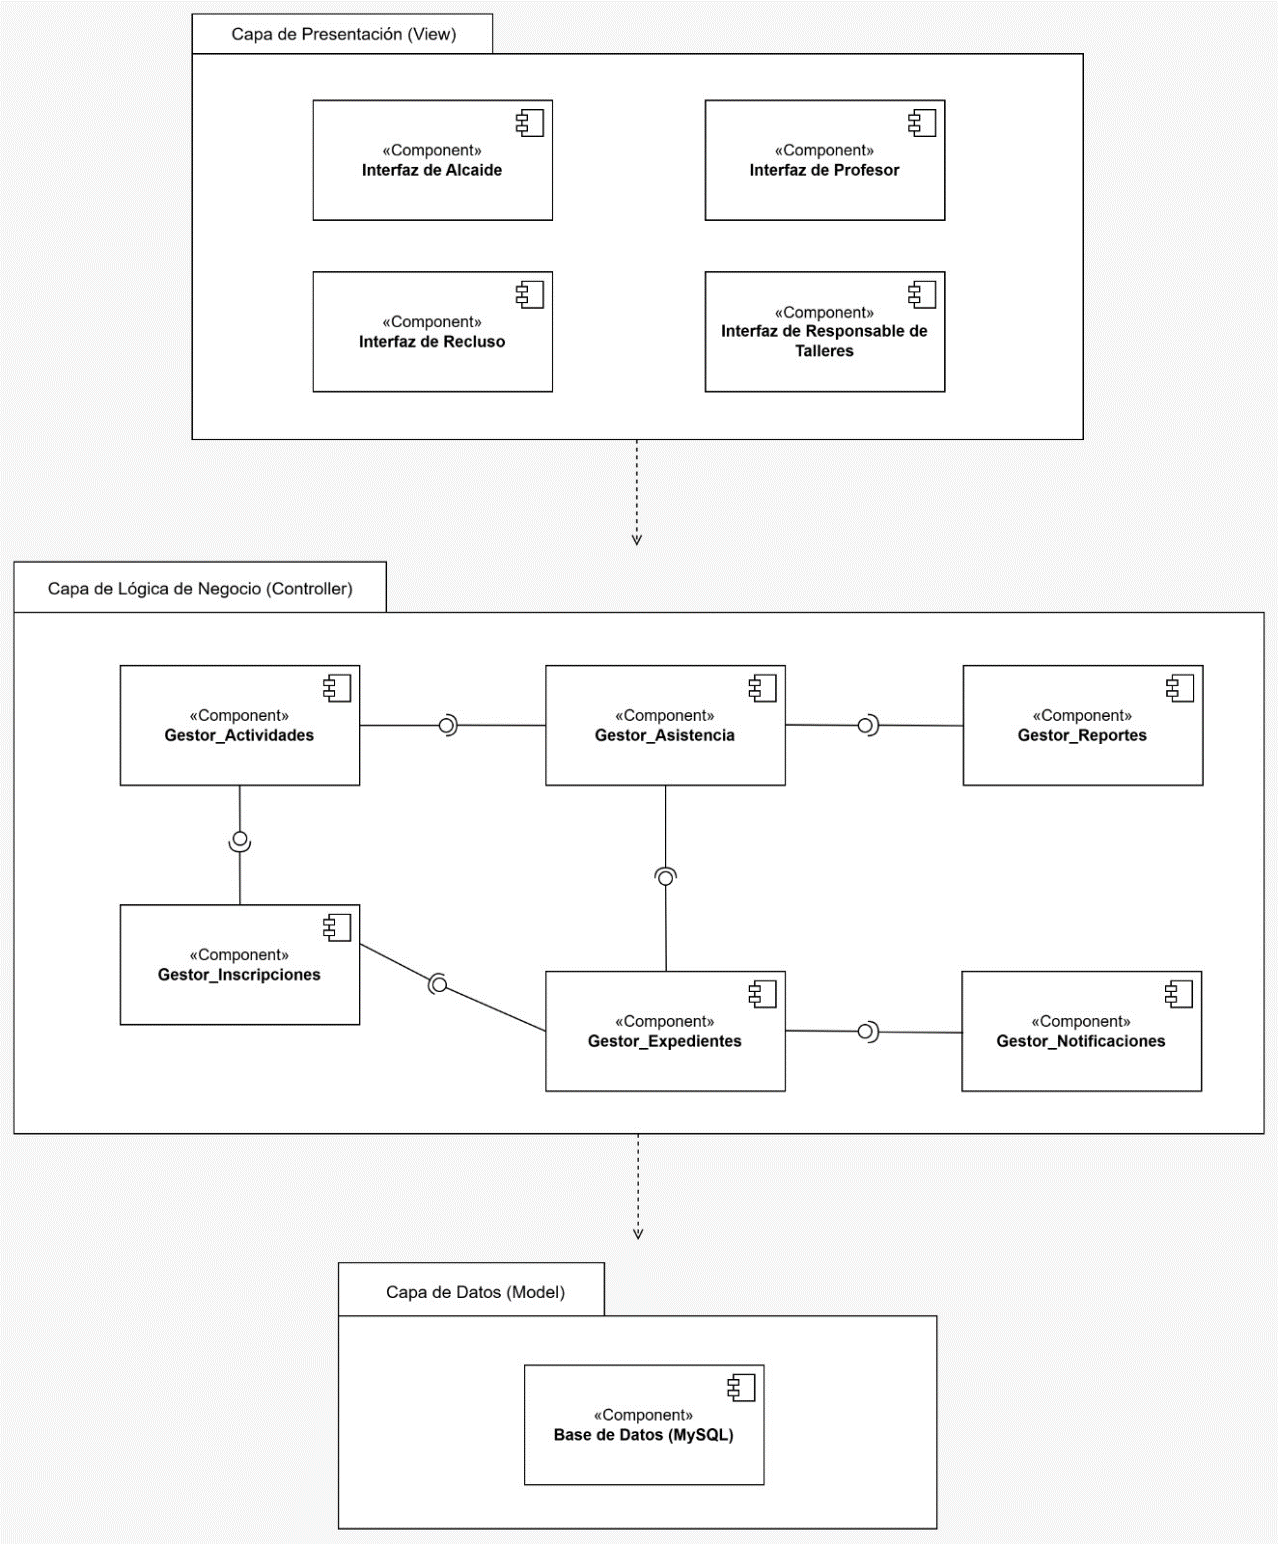 Capa de Presentación (View)
«Component»
Interfaz de Alcaide
«Component»
Interfaz de Profesor
«Component»
Interfaz de Recluso
«Component»
Interfaz de Responsable de
Talleres
Capa de Lógica de Negocio (Controller)
«Component»
Gestor_Actividades
«Component»
Gestor_Asistencia
«Component»
Gestor_Reportes
«Component»
Gestor_Inscripciones
«Component»
Gestor_Expedientes
«Component»
Gestor_Notificaciones
Capa de Datos (Model)
«Component»
Base de Datos (MySQL)